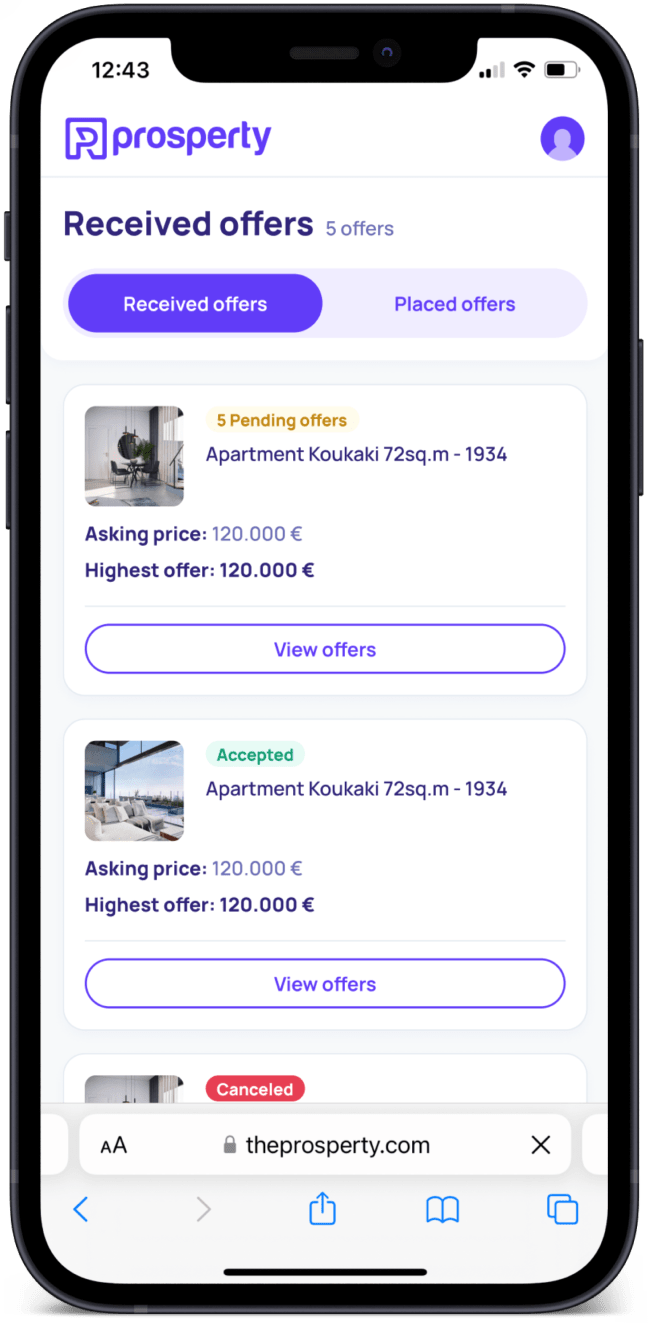 12:43
prosperty
Received offers 5 offers
Received offers Placed offers
5 Pending offers
Apartment Koukaki 72sq.m - 1934
Asking price: 120.000 €
Highest offer: 120.000 €
View offers
Accepted
Apartment Koukaki 72sq.m - 1934
Asking price: 120.000 €
Highest offer: 120.000 €
View offers
Canceled
AA theprosperty.com